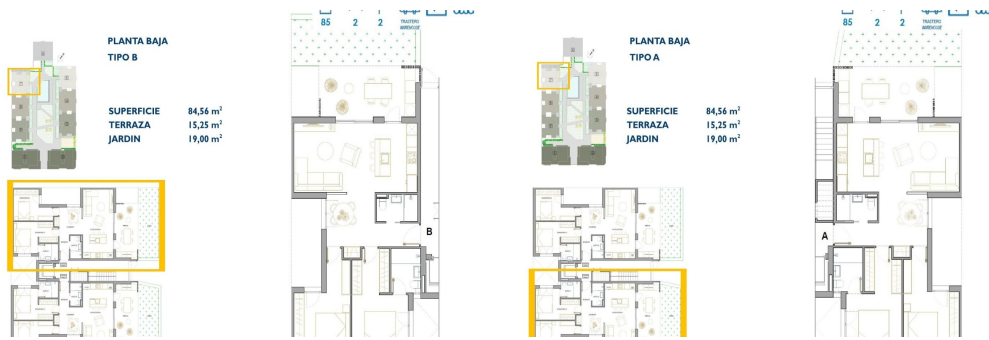 PLANTA BAJA
TIPO B
SUPERFICIE 84,56 m²
TERRAZA 15,25 m²
JARDIN 19,00 m²
85 2 2 TRASTERO
B
PLANTA BAJA
TIPO A
SUPERFICIE 84,56 m²
TERRAZA 15,25 m²
JARDIN 19,00 m²
85 2 2 TRASTERO
A